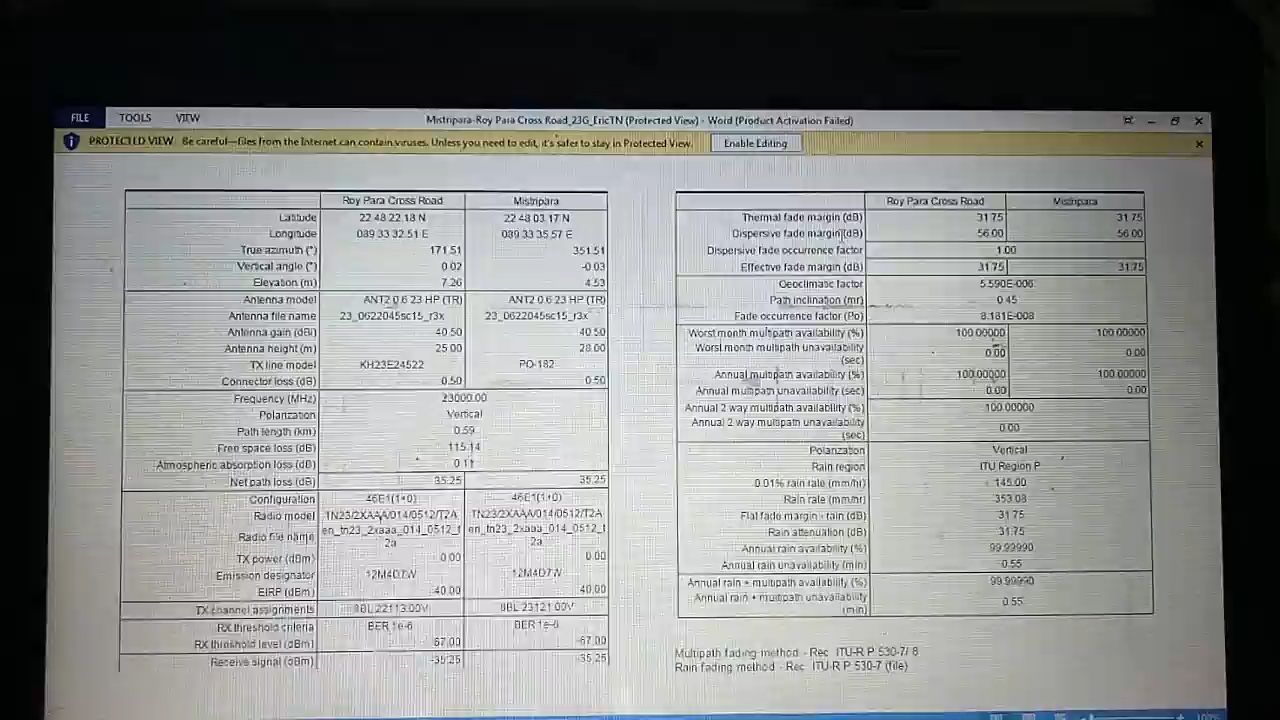 FILE TOOLS VIEW Mistripara-Roy Para Cross Road_23G_EricTN (Protected View) - Word (Product Activation Failed)
PROTECTED VIEW Be careful—files from the Internet can contain viruses. Unless you need to edit, it's safer to stay in Protected View. Enable Editing
Roy Para Cross Road Mistripara
Latitude 22 48 22.18 N 22 48 03.17 N
Longitude 089 33 32.51 E 089 33 35.57 E
True azimuth (°) 171.51 351.51
Vertical angle (°) 0.02 -0.03
Elevation (m) 7.26 4.53
Antenna model ANT2 0.6 23 HP (TR) ANT2 0.6 23 HP (TR)
Antenna file name 23_0622045sc15_r3x 23_0622045sc15_r3x
Antenna gain (dBi) 40.50 40.50
Antenna height (m) 25.00 28.00
TX line model KH23E24522 PO-182
Connector loss (dB) 0.50 0.50
Frequency (MHz) 23000.00
Polarization Vertical
Path length (km) 0.59
Free space loss (dB) 115.14
Atmospheric absorption loss (dB) 0.11
Net path loss (dB) 35.25 35.25
Configuration 46E1(1+0) 46E1(1+0)
Radio model TN23/2XAAA/014/0512/T2A TN23/2XAAA/014/0512/T2A
Radio file name en_tn23_2xaaa_014_0512_t en_tn23_2xaaa_014_0512_t
2a 2a
TX power (dBm) 0.00 0.00
Emission designator 12M4D7W 12M4D7W
EIRP (dBm) 40.00 40.00
TX channel assignments 8BL 22113.00V 8BL 23121.00V
RX threshold criteria BER 1e-6 BER 1e-6
RX threshold level (dBm) -67.00 -67.00
Receive signal (dBm) -35.25 -35.25
Roy Para Cross Road Mistripara
Thermal fade margin (dB) 31.75 31.75
Dispersive fade margin (dB) 56.00 56.00
Dispersive fade occurrence factor 1.00
Effective fade margin (dB) 31.75 31.75
Geoclimatic factor 5.590E-006
Path inclination (mr) 0.45
Fade occurrence factor (Po) 8.181E-008
Worst month multipath availability (%) 100.00000 100.00000
Worst month multipath unavailability
(sec) 0.00 0.00
Annual multipath availability (%) 100.00000 100.00000
Annual multipath unavailability (sec) 0.00 0.00
Annual 2 way multipath availability (%) 100.00000
Annual 2 way multipath unavailability
(sec) 0.00
Polarization Vertical
Rain region ITU Region P
0.01% rain rate (mm/hr) 145.00
Rain rate (mm/hr) 353.08
Flat fade margin - rain (dB) 31.75
Rain attenuation (dB) 31.75
Annual rain availability (%) 99.99990
Annual rain unavailability (min) 0.55
Annual rain + multipath availability (%) 99.99990
Annual rain + multipath unavailability
(min) 0.55
Multipath fading method - Rec. ITU-R P.530-7/ 8
Rain fading method - Rec. ITU-R P.530-7 (file)